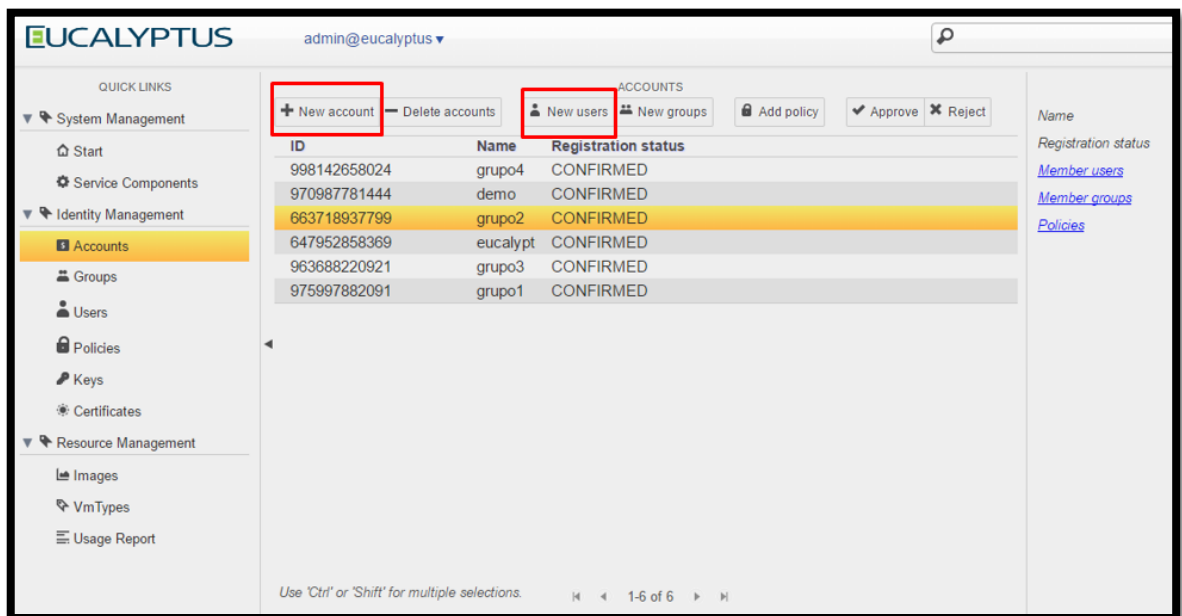 EUCALYPTUS
admin@eucalyptus ▾
QUICK LINKS
System Management
Start
Service Components
Identity Management
Accounts
Groups
Users
Policies
Keys
Certificates
Resource Management
Images
VmTypes
Usage Report
ACCOUNTS
New account Delete accounts New users New groups Add policy Approve Reject
ID Name Registration status
998142658024 grupo4 CONFIRMED
970987781444 demo CONFIRMED
663718937799 grupo2 CONFIRMED
647952858369 eucalypt CONFIRMED
963688220921 grupo3 CONFIRMED
975997882091 grupo1 CONFIRMED
Use 'Ctrl' or 'Shift' for multiple selections. 1-6 of 6
Name
Registration status
Member users
Member groups
Policies